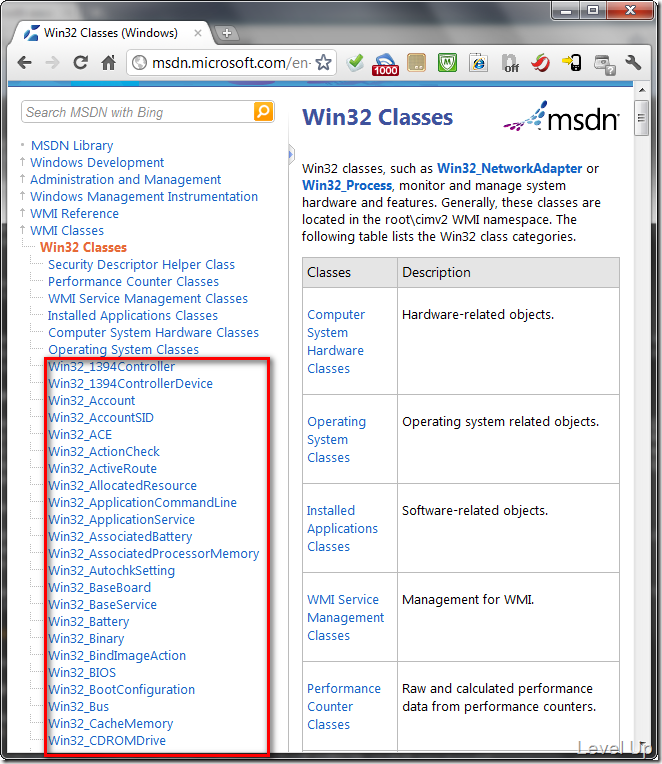 Win32 Classes (Windows)
msdn.microsoft.com/en-
1000
off
Search MSDN with Bing
MSDN Library
Windows Development
Administration and Management
Windows Management Instrumentation
WMI Reference
WMI Classes
Win32 Classes
Security Descriptor Helper Class
Performance Counter Classes
WMI Service Management Classes
Installed Applications Classes
Computer System Hardware Classes
Operating System Classes
Win32_1394Controller
Win32_1394ControllerDevice
Win32_Account
Win32_AccountSID
Win32_ACE
Win32_ActionCheck
Win32_ActiveRoute
Win32_AllocatedResource
Win32_ApplicationCommandLine
Win32_ApplicationService
Win32_AssociatedBattery
Win32_AssociatedProcessorMemory
Win32_AutochkSetting
Win32_BaseBoard
Win32_BaseService
Win32_Battery
Win32_Binary
Win32_BindImageAction
Win32_BIOS
Win32_BootConfiguration
Win32_Bus
Win32_CacheMemory
Win32_CDROMDrive
Win32 Classes
msdn
Win32 classes, such as Win32_NetworkAdapter or
Win32_Process, monitor and manage system
hardware and features. Generally, these classes are
located in the root\cimv2 WMI namespace. The
following table lists the Win32 class categories.
Classes
Description
Computer
System
Hardware
Classes
Hardware-related objects.
Operating
System
Classes
Operating system related objects.
Installed
Applications
Classes
Software-related objects.
WMI Service
Management
Classes
Management for WMI.
Performance
Counter
Classes
Raw and calculated performance
data from performance counters.
Level Up